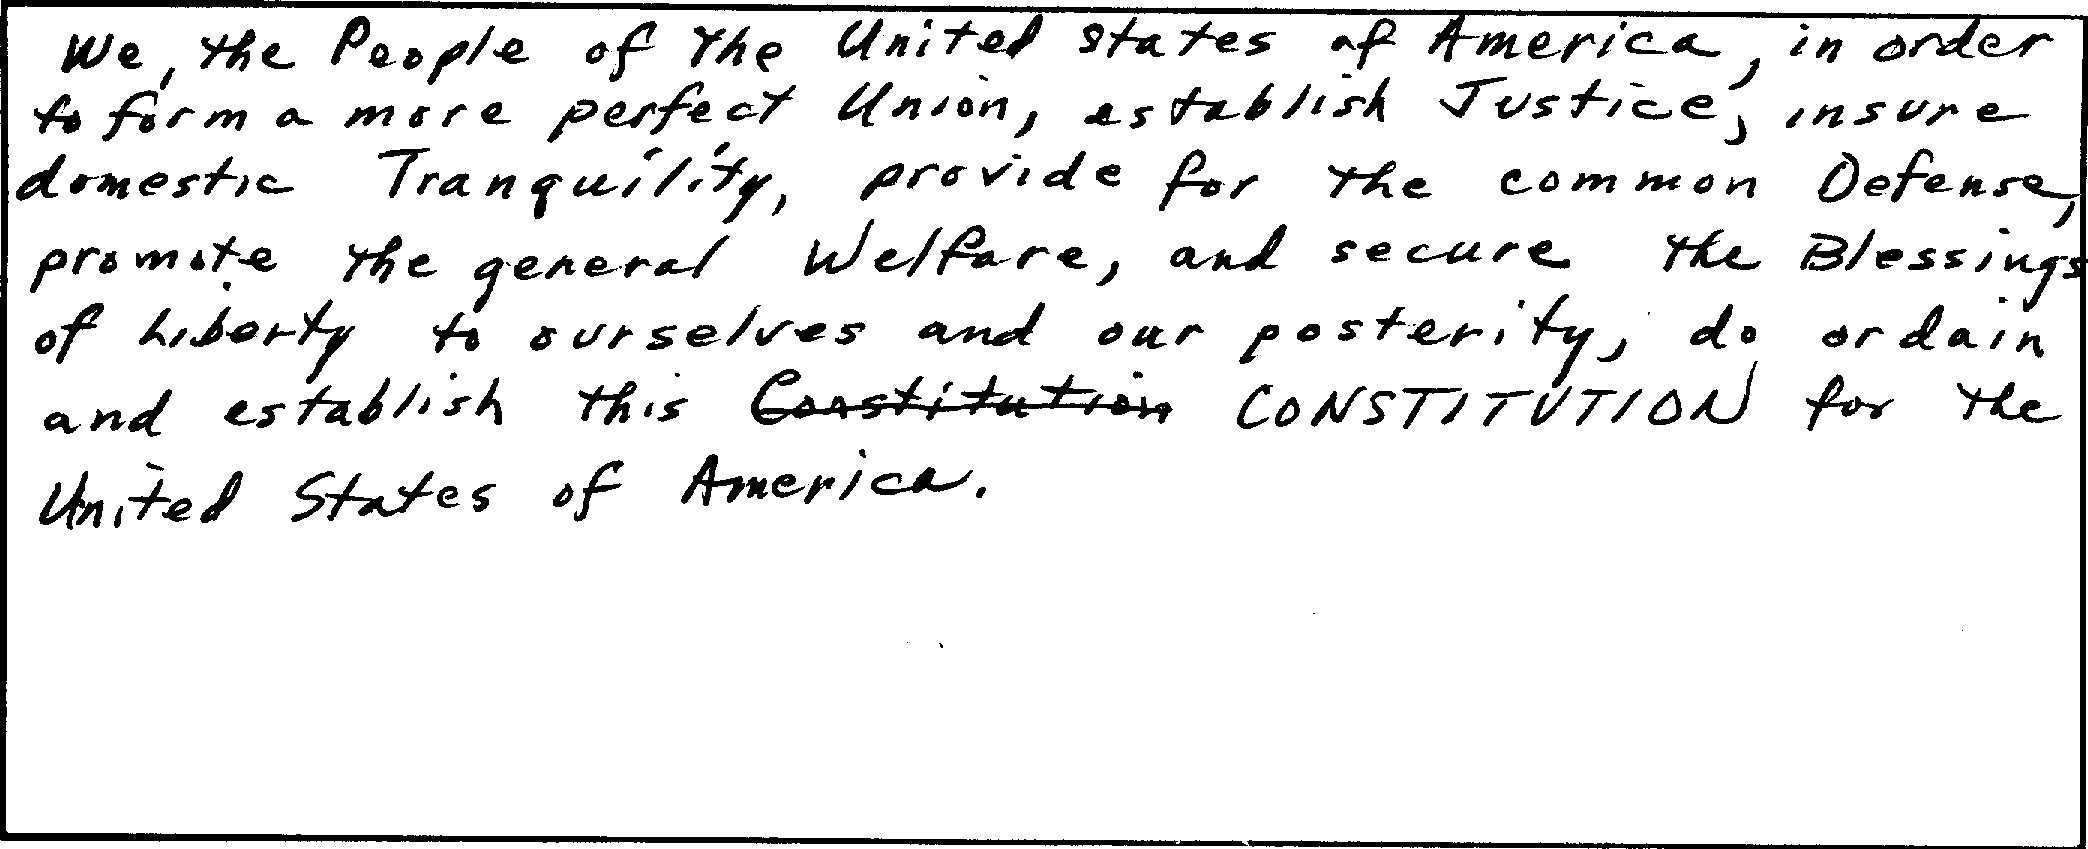 We, the People of the United States of America, in order
to form a more perfect Union, establish Justice, insure
domestic Tranquility, provide for the common Defense,
promote the general Welfare, and secure the Blessings
of Liberty to ourselves and our posterity, do ordain
and establish this Constitution CONSTITUTION for the
United States of America.